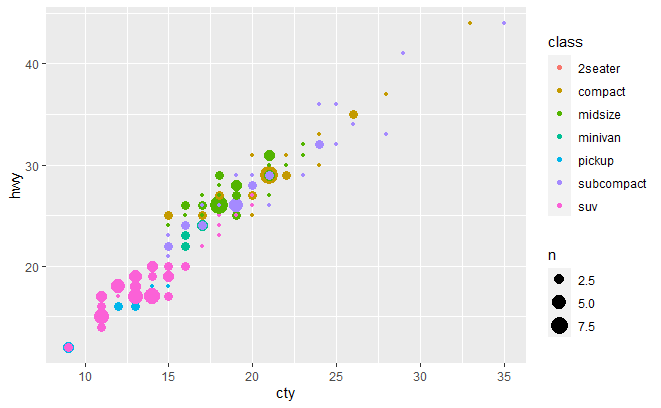 class
2seater
compact
midsize
minivan
pickup
subcompact
suv
n
2.5
5.0
7.5
hwy
40
30
20
10 15 20 25 30 35
cty